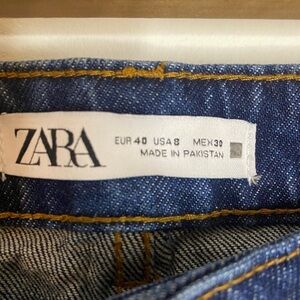 ZARA
EUR 40 USA 8 MEX 30
MADE IN PAKISTAN